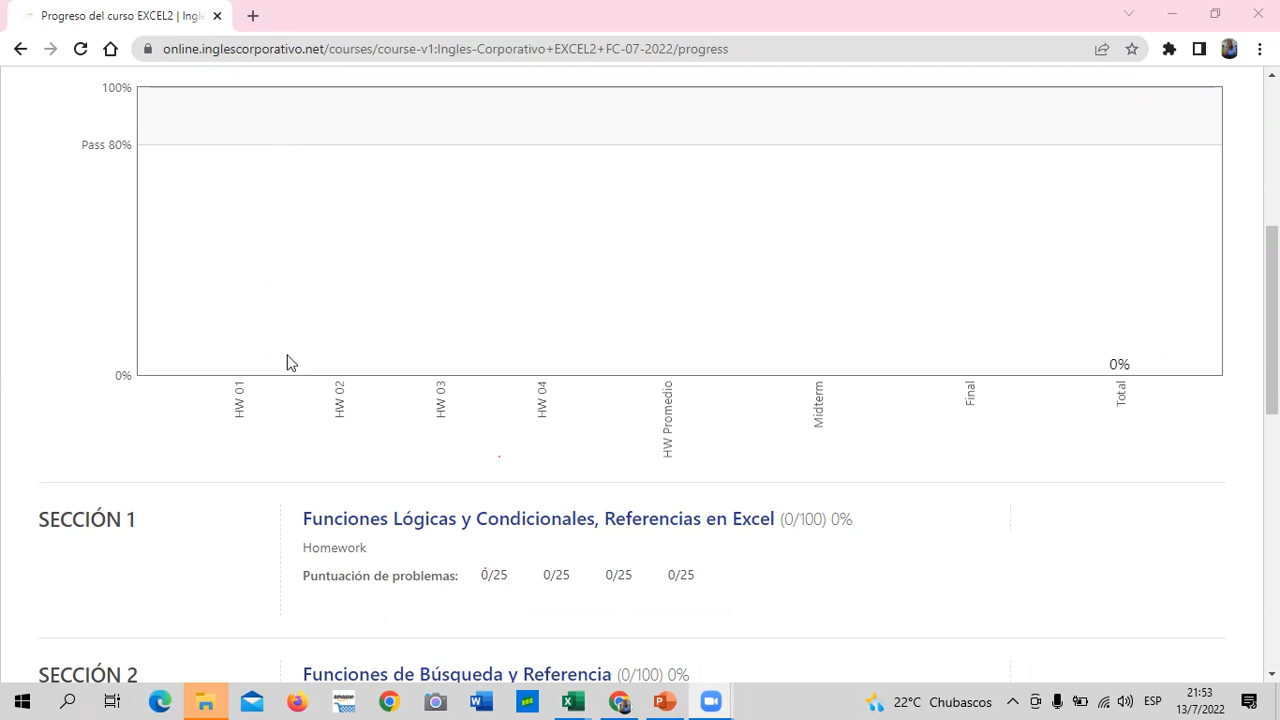 Progreso del curso EXCEL2 | Ingle
online.inglescorporativo.net/courses/course-v1:Ingles-Corporativo+EXCEL2+FC-07-2022/progress
100%
Pass 80%
0%
0%
HW 01
HW 02
HW 03
HW 04
HW Promedio
Midterm
Final
Total
SECCIÓN 1
Funciones Lógicas y Condicionales, Referencias en Excel (0/100) 0%
Homework
Puntuación de problemas: 0/25 0/25 0/25 0/25
SECCIÓN 2
Funciones de Búsqueda y Referencia (0/100) 0%
amazon
22°C Chubascos
ESP
21:53
13/7/2022